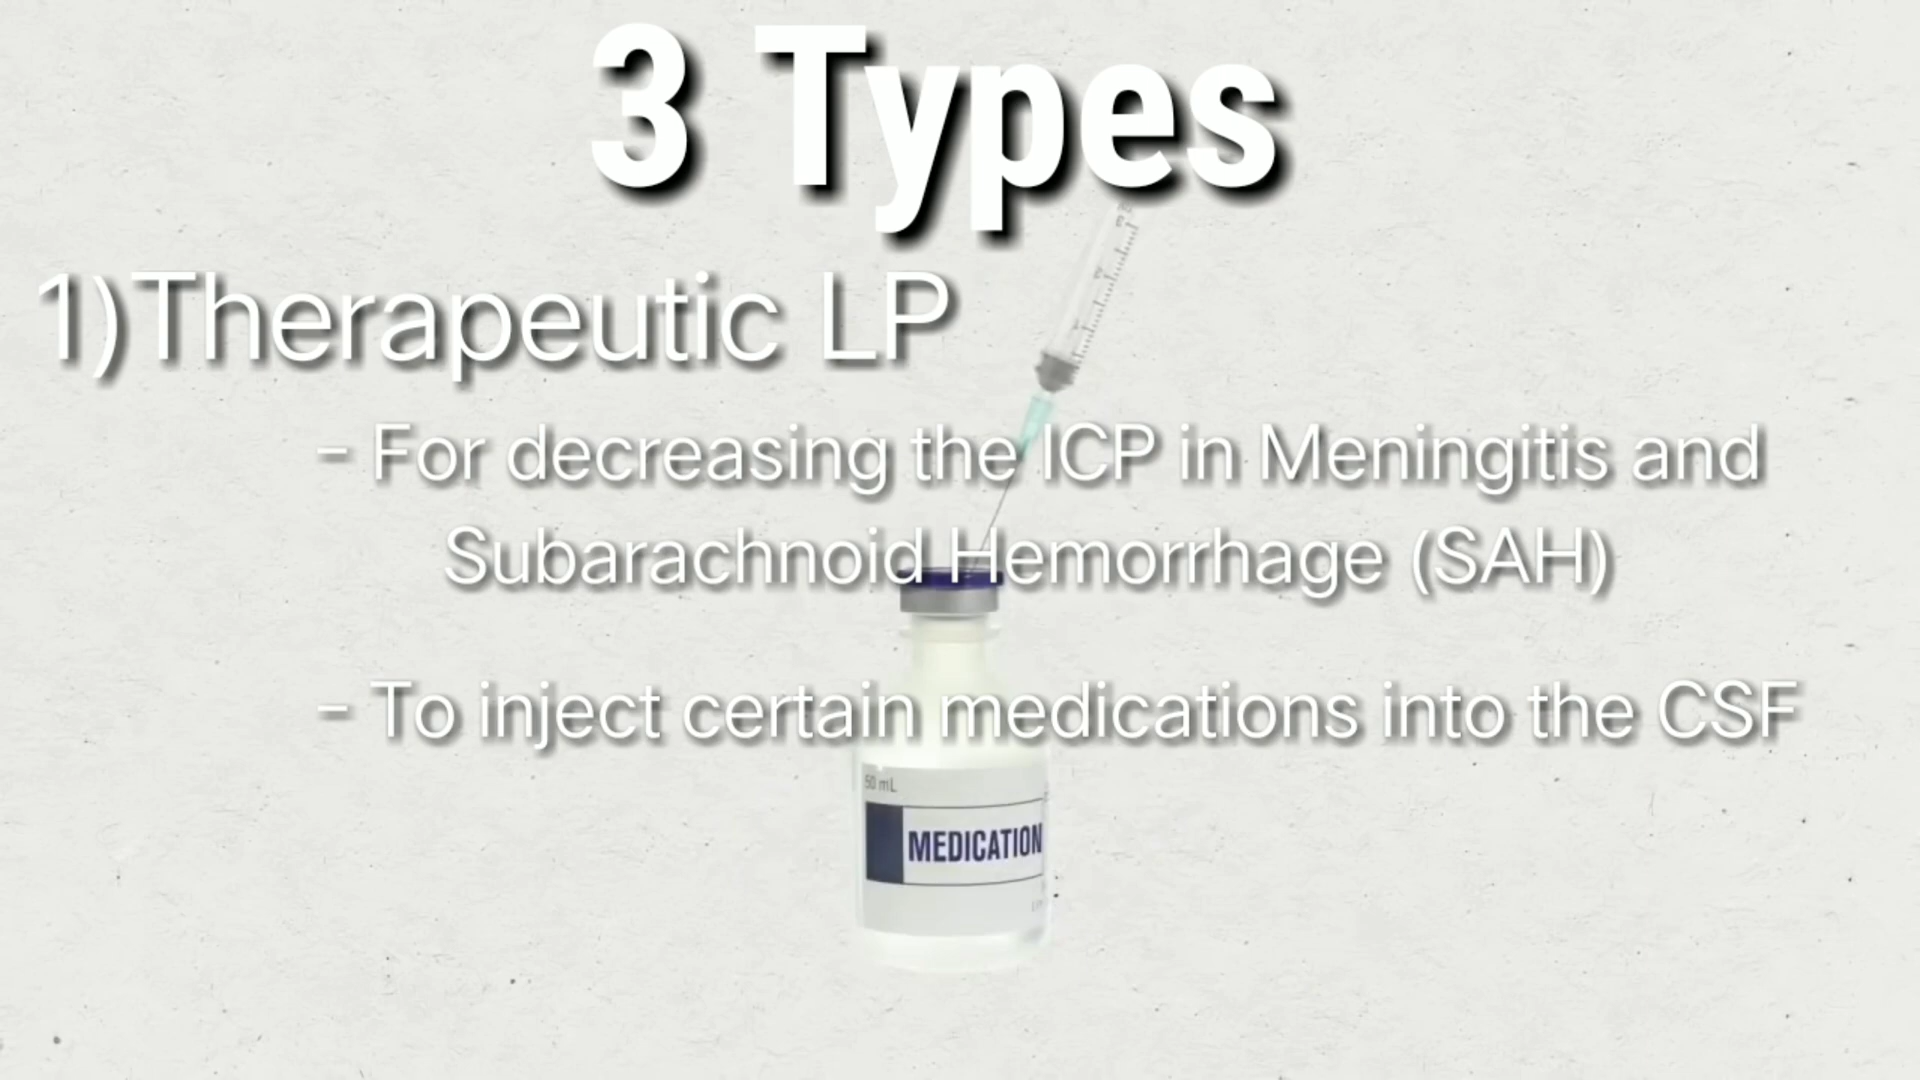 3 Types
1)Therapeutic LP
- For decreasing the ICP in Meningitis and
Subarachnoid Hemorrhage (SAH)
- To inject certain medications into the CSF
50 mL
MEDICATION